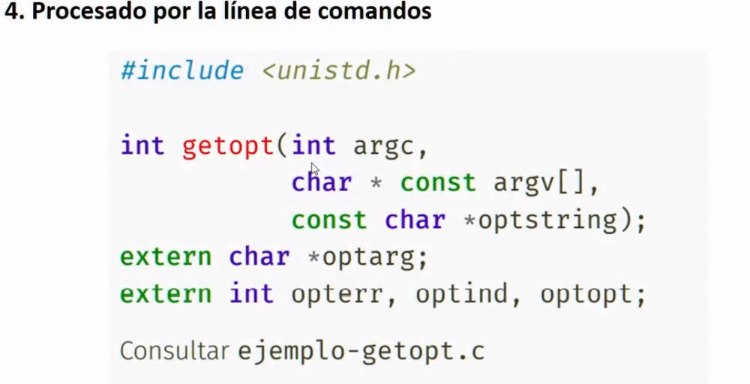 4. Procesado por la línea de comandos
#include <unistd.h>
int getopt(int argc,
char * const argv[],
const char *optstring);
extern char *optarg;
extern int opterr, optind, optopt;
Consultar ejemplo-getopt.c